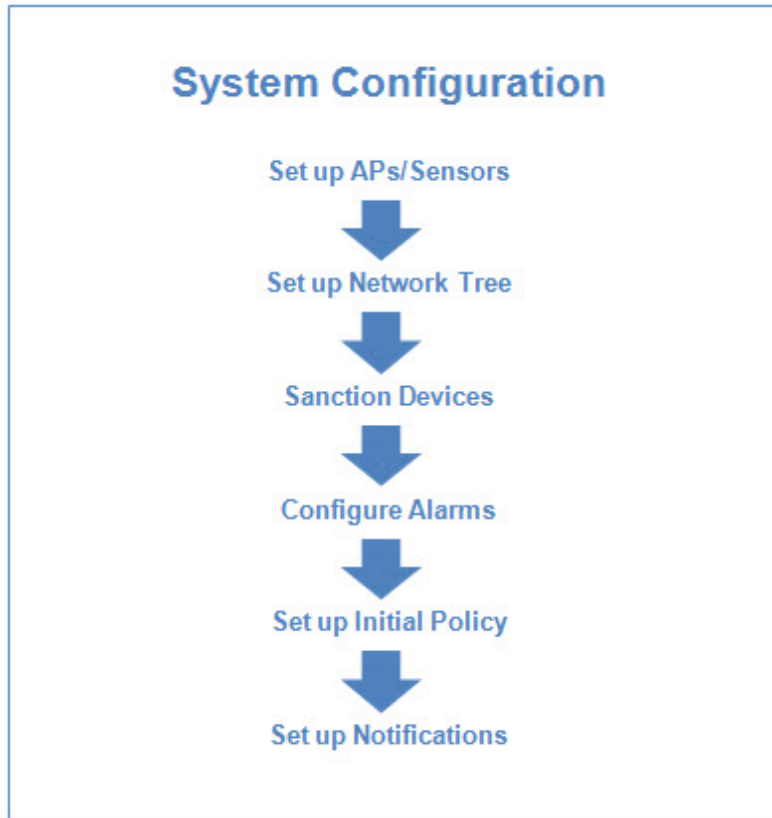 System Configuration
Set up APs/Sensors
Set up Network Tree
Sanction Devices
Configure Alarms
Set up Initial Policy
Set up Notifications